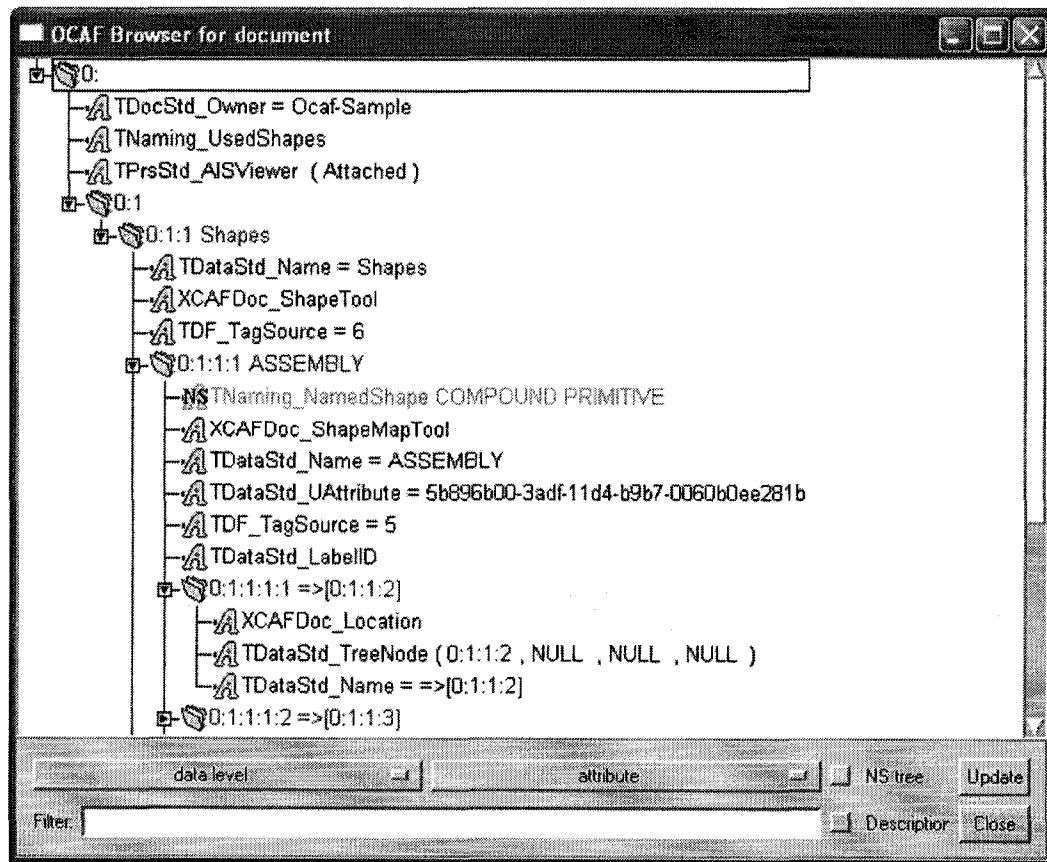 OCAF Browser for document
0:
TDocStd_Owner = Ocaf-Sample
TNaming_UsedShapes
TPrsStd_AISViewer ( Attached )
0:1
0:1:1 Shapes
TDataStd_Name = Shapes
XCAFDoc_ShapeTool
TDF_TagSource = 6
0:1:1:1 ASSEMBLY
NS TNaming_NamedShape COMPOUND PRIMITIVE
XCAFDoc_ShapeMapTool
TDataStd_Name = ASSEMBLY
TDataStd_UAttribute = 5b896b00-3adf-11d4-b9b7-0060b0ee281b
TDF_TagSource = 5
TDataStd_LabelID
0:1:1:1:1 =>[0:1:1:2]
XCAFDoc_Location
TDataStd_TreeNode ( 0:1:1:2 , NULL , NULL , NULL )
TDataStd_Name = =>[0:1:1:2]
0:1:1:1:2 =>[0:1:1:3]
data level attribute NS tree Update
Filter: Description Close